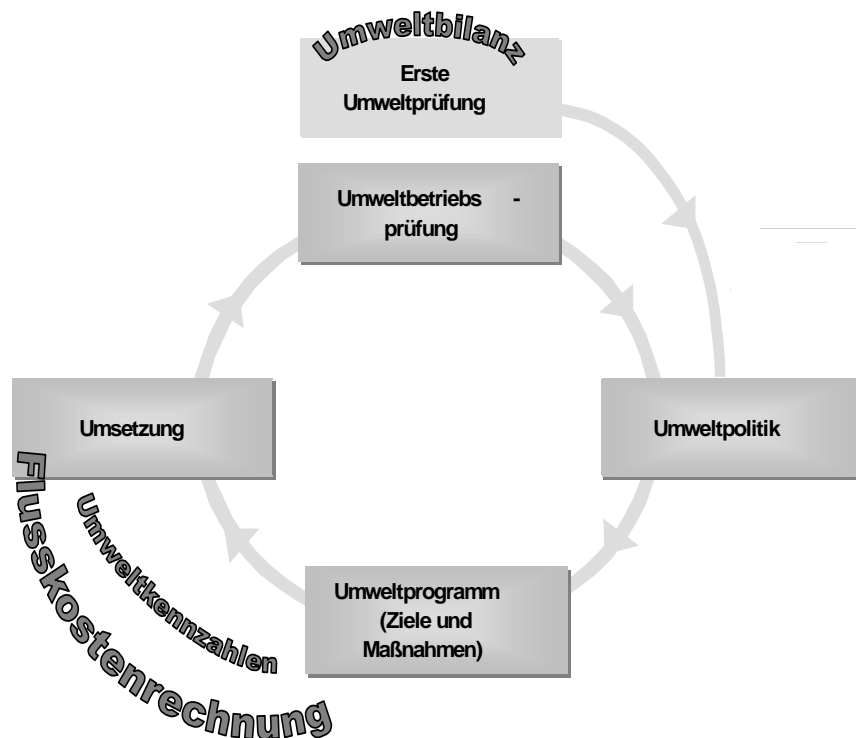 Umweltbilanz
Erste
Umweltprüfung
Umweltbetriebs -
prüfung
Umsetzung
Umweltpolitik
Flusskostenrechnung
Umweltkennzahlen
Umweltprogramm
(Ziele und
Maßnahmen)